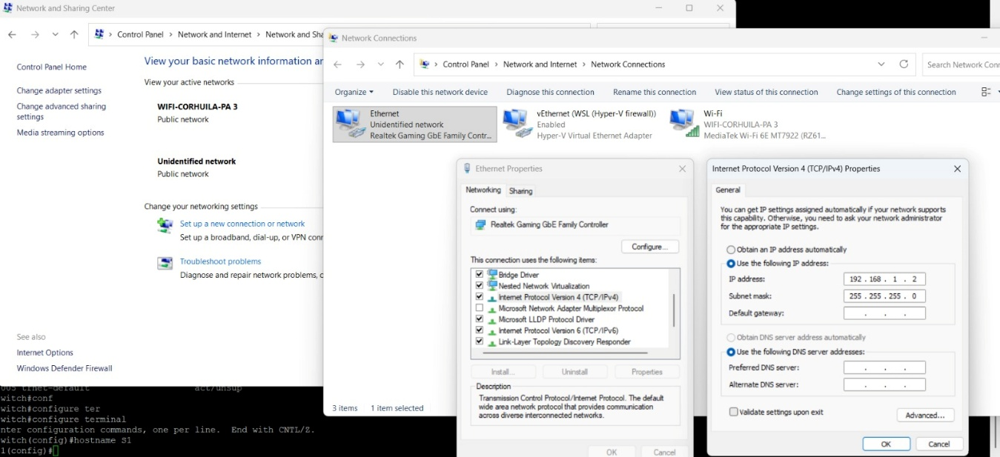 Network and Sharing Center
Control Panel > Network and Internet > Network and Sha
Control Panel Home
Change adapter settings
Change advanced sharing
settings
Media streaming options
See also
Internet Options
Windows Defender Firewall
View your basic network information an
View your active networks
WIFI-CORHUILA-PA 3
Public network
Unidentified network
Public network
Change your networking settings
Set up a new connection or network
Set up a broadband, dial-up, or VPN conn
Troubleshoot problems
Diagnose and repair network problems, c
Network Connections
Control Panel > Network and Internet > Network Connections
Search Network Conn
Organize
Disable this network device
Diagnose this connection
Rename this connection
View status of this connection
Change settings of this connection
Ethernet
Unidentified network
Realtek Gaming GbE Family Contr...
vEthernet (WSL (Hyper-V firewall))
Enabled
Hyper-V Virtual Ethernet Adapter
Wi-Fi
WIFI-CORHUILA-PA 3
MediaTek Wi-Fi 6E MT7922 (RZ61...
3 items
1 item selected
Ethernet Properties
Networking
Sharing
Connect using:
Realtek Gaming GbE Family Controller
Configure...
This connection uses the following items:
Bridge Driver
Nested Network Virtualization
Internet Protocol Version 4 (TCP/IPv4)
Microsoft Network Adapter Multiplexor Protocol
Microsoft LLDP Protocol Driver
Internet Protocol Version 6 (TCP/IPv6)
Link-Layer Topology Discovery Responder
Install...
Uninstall
Properties
Description
Transmission Control Protocol/Internet Protocol. The default
wide area network protocol that provides communication
across diverse interconnected networks.
OK
Cancel
Internet Protocol Version 4 (TCP/IPv4) Properties
General
You can get IP settings assigned automatically if your network supports
this capability. Otherwise, you need to ask your network administrator
for the appropriate IP settings.
Obtain an IP address automatically
Use the following IP address:
IP address:
192 . 168 . 1 . 2
Subnet mask:
255 . 255 . 255 . 0
Default gateway:
. . .
Obtain DNS server address automatically
Use the following DNS server addresses:
Preferred DNS server:
. . .
Alternate DNS server:
. . .
Validate settings upon exit
Advanced...
OK
Cancel
005 trnet-default act/unsup
witch#conf
witch#configure ter
witch#configure terminal
nter configuration commands, one per line. End with CNTL/Z.
witch(config)#hostname S1
1(config)#